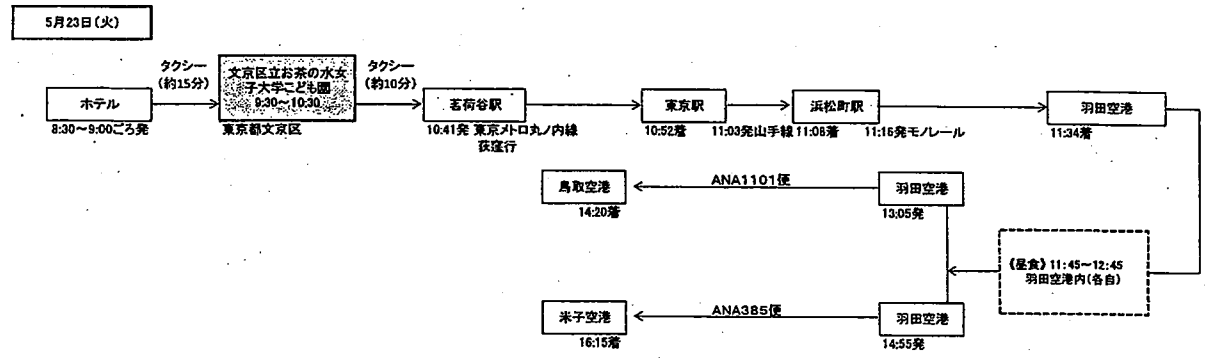 5月23日(火)
タクシー
(約15分)
文京区立お茶の水女
子大学こども園
9:30～10:30
タクシー
(約10分)
ホテル
茗荷谷駅
東京駅
浜松町駅
羽田空港
8:30～9:00ごろ発
東京都文京区
10:41発 東京メトロ丸ノ内線
荻窪行
10:52着
11:03発山手線
11:08着
11:16発モノレール
11:34着
鳥取空港
ANA1101便
羽田空港
14:20着
13:05発
《昼食》11:45～12:45
羽田空港内(各自)
米子空港
ANA385便
羽田空港
16:15着
14:55発